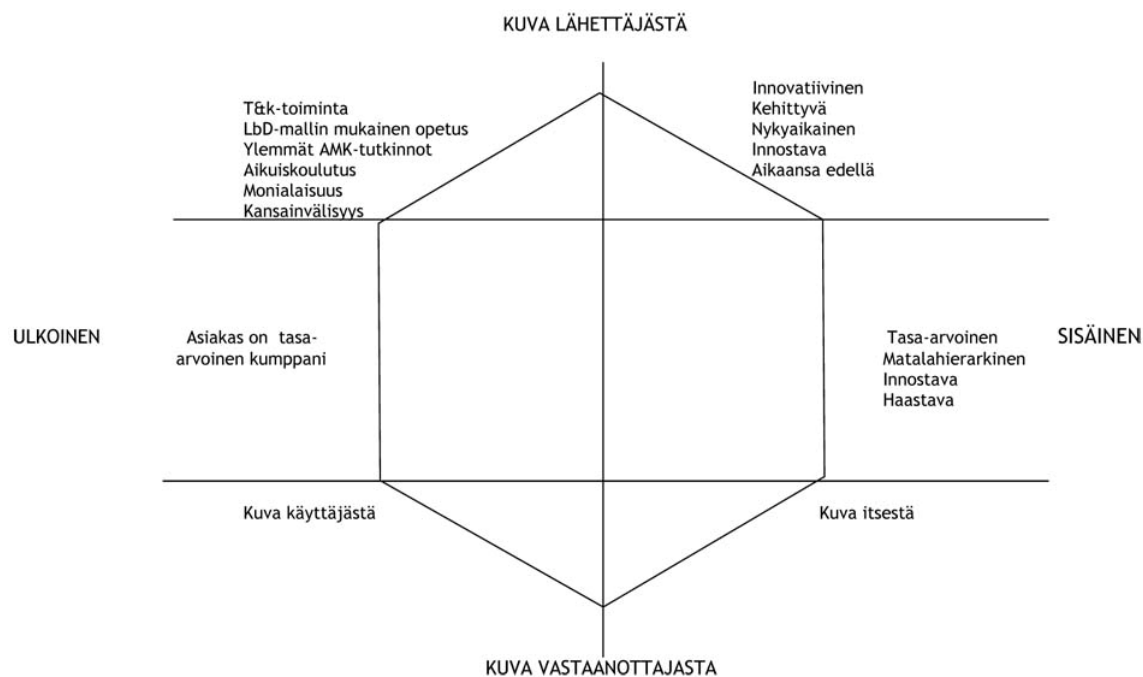 KUVA LÄHETTÄJÄSTÄ
T&k-toiminta
LbD-mallin mukainen opetus
Ylemmät AMK-tutkinnot
Aikuiskoulutus
Monialaisuus
Kansainvälisyys
Innovatiivinen
Kehittyvä
Nykyaikainen
Innostava
Aikaansa edellä
ULKOINEN
Asiakas on tasa-
arvoinen kumppani
Tasa-arvoinen
Matalahierarkinen
Innostava
Haastava
SISÄINEN
Kuva käyttäjästä
Kuva itsestä
KUVA VASTAANOTTAJASTA